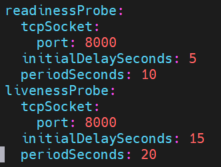 readinessProbe:
  tcpSocket:
    port: 8000
  initialDelaySeconds: 5
  periodSeconds: 10
livenessProbe:
  tcpSocket:
    port: 8000
  initialDelaySeconds: 15
  periodSeconds: 20